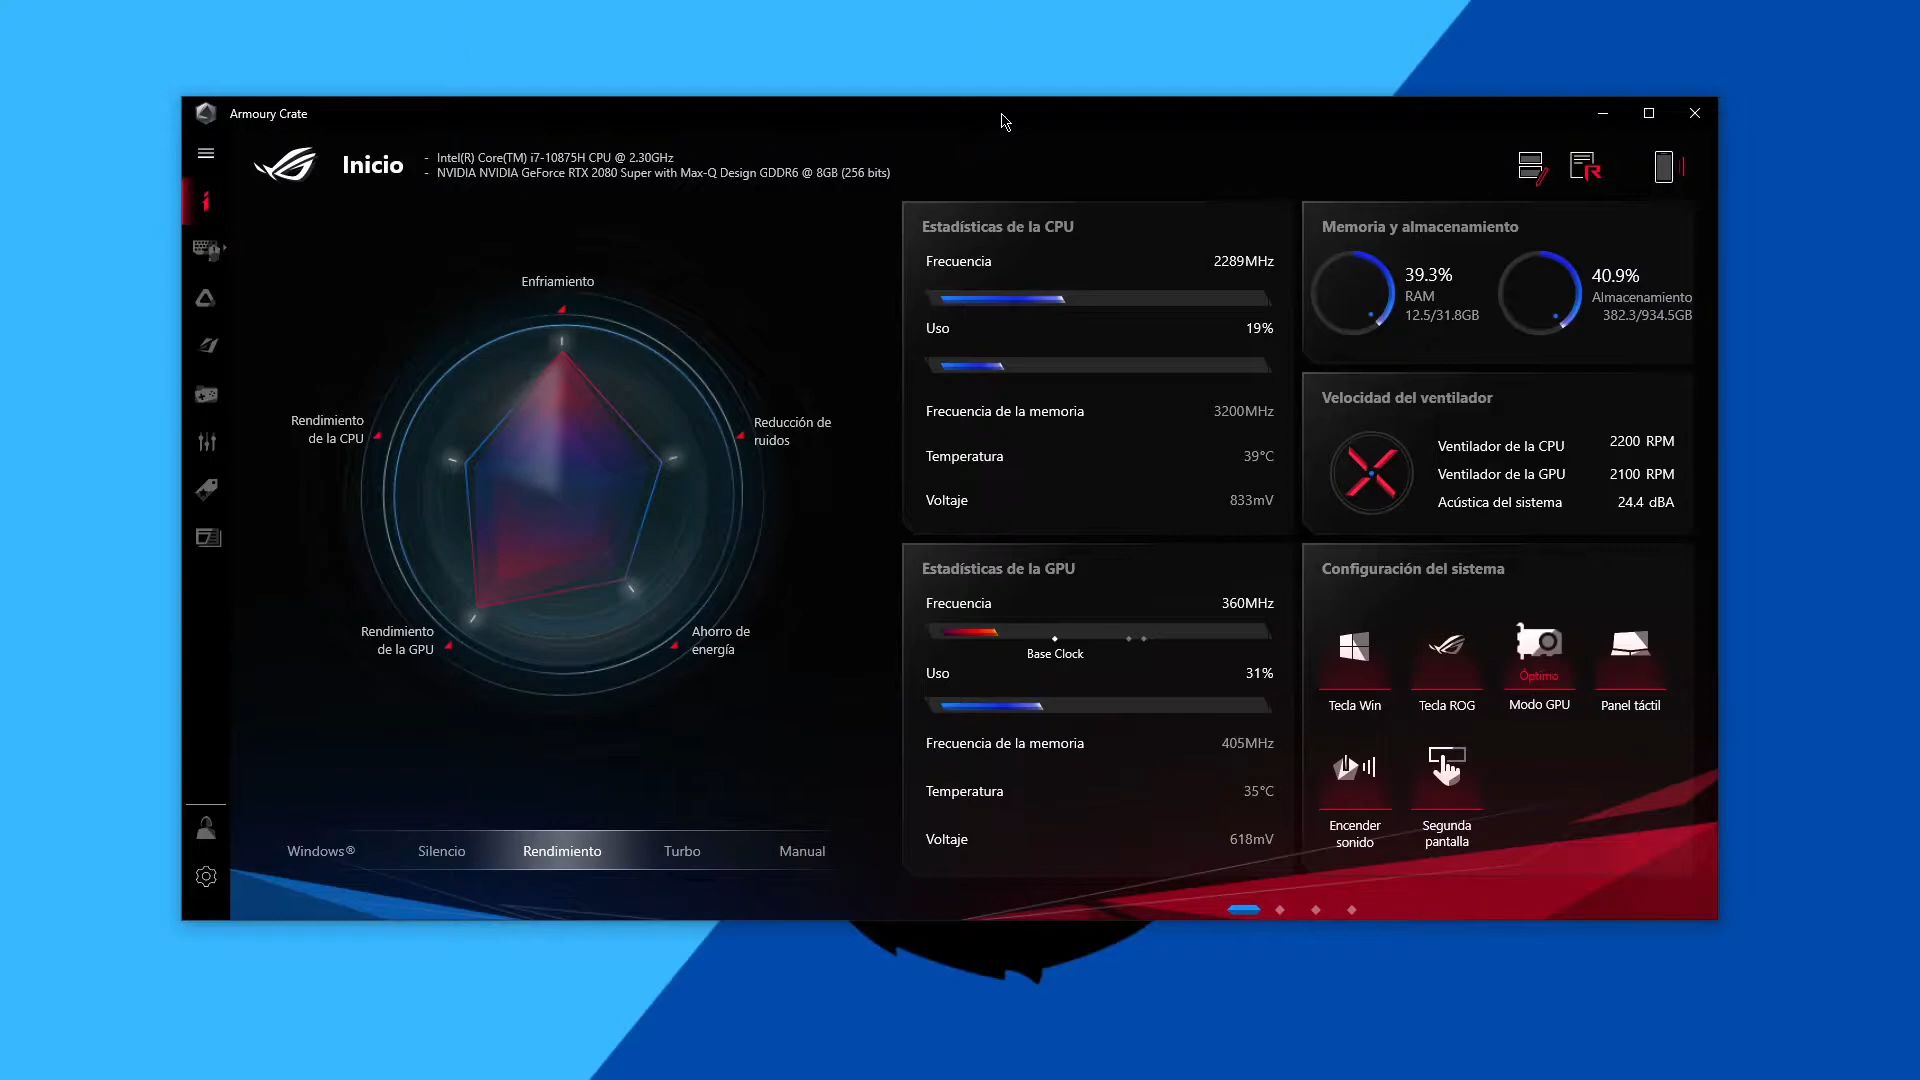 Armoury Crate
Inicio
- Intel(R) Core(TM) i7-10875H CPU @ 2.30GHz
- NVIDIA NVIDIA GeForce RTX 2080 Super with Max-Q Design GDDR6 @ 8GB (256 bits)
Enfriamiento
Rendimiento
de la CPU
Reducción de
ruidos
Rendimiento
de la GPU
Ahorro de
energía
Windows®
Silencio
Rendimiento
Turbo
Manual
Estadísticas de la CPU
Frecuencia 2289MHz
Uso 19%
Frecuencia de la memoria 3200MHz
Temperatura 39°C
Voltaje 833mV
Estadísticas de la GPU
Frecuencia 360MHz
Base Clock
Uso 31%
Frecuencia de la memoria 405MHz
Temperatura 35°C
Voltaje 618mV
Memoria y almacenamiento
39.3%
RAM
12.5/31.8GB
40.9%
Almacenamiento
382.3/934.5GB
Velocidad del ventilador
Ventilador de la CPU 2200 RPM
Ventilador de la GPU 2100 RPM
Acústica del sistema 24.4 dBA
Configuración del sistema
Óptimo
Tecla Win
Tecla ROG
Modo GPU
Panel táctil
Encender
sonido
Segunda
pantalla